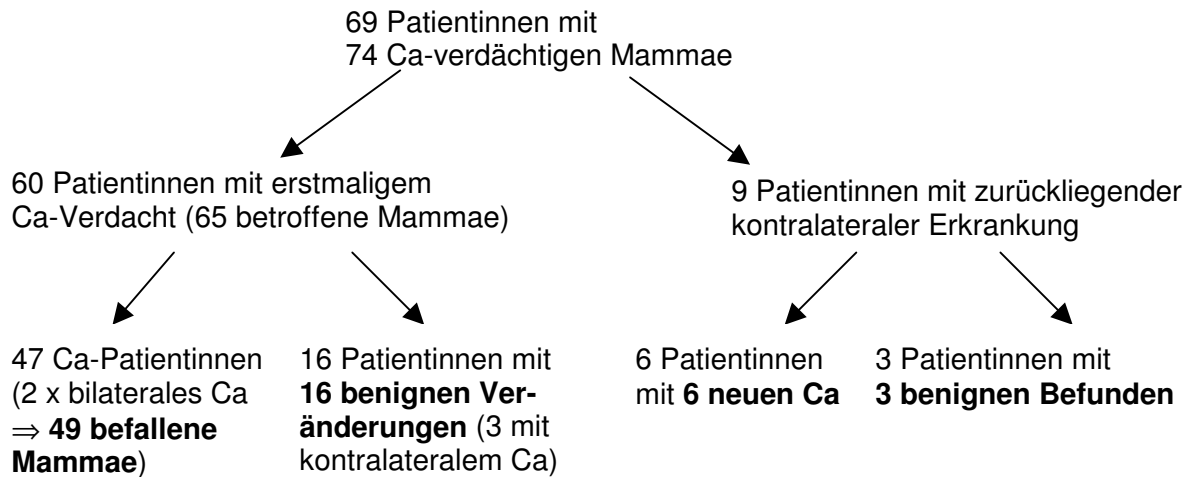 69 Patientinnen mit
74 Ca-verdächtigen Mammae
60 Patientinnen mit erstmaligem
Ca-Verdacht (65 betroffene Mammae)
9 Patientinnen mit zurückliegender
kontralateraler Erkrankung
47 Ca-Patientinnen
(2 x bilaterales Ca
⇒ 49 befallene
Mammae)
16 Patientinnen mit
16 benignen Ver-
änderungen (3 mit
kontralateralem Ca)
6 Patientinnen
mit 6 neuen Ca
3 Patientinnen mit
3 benignen Befunden